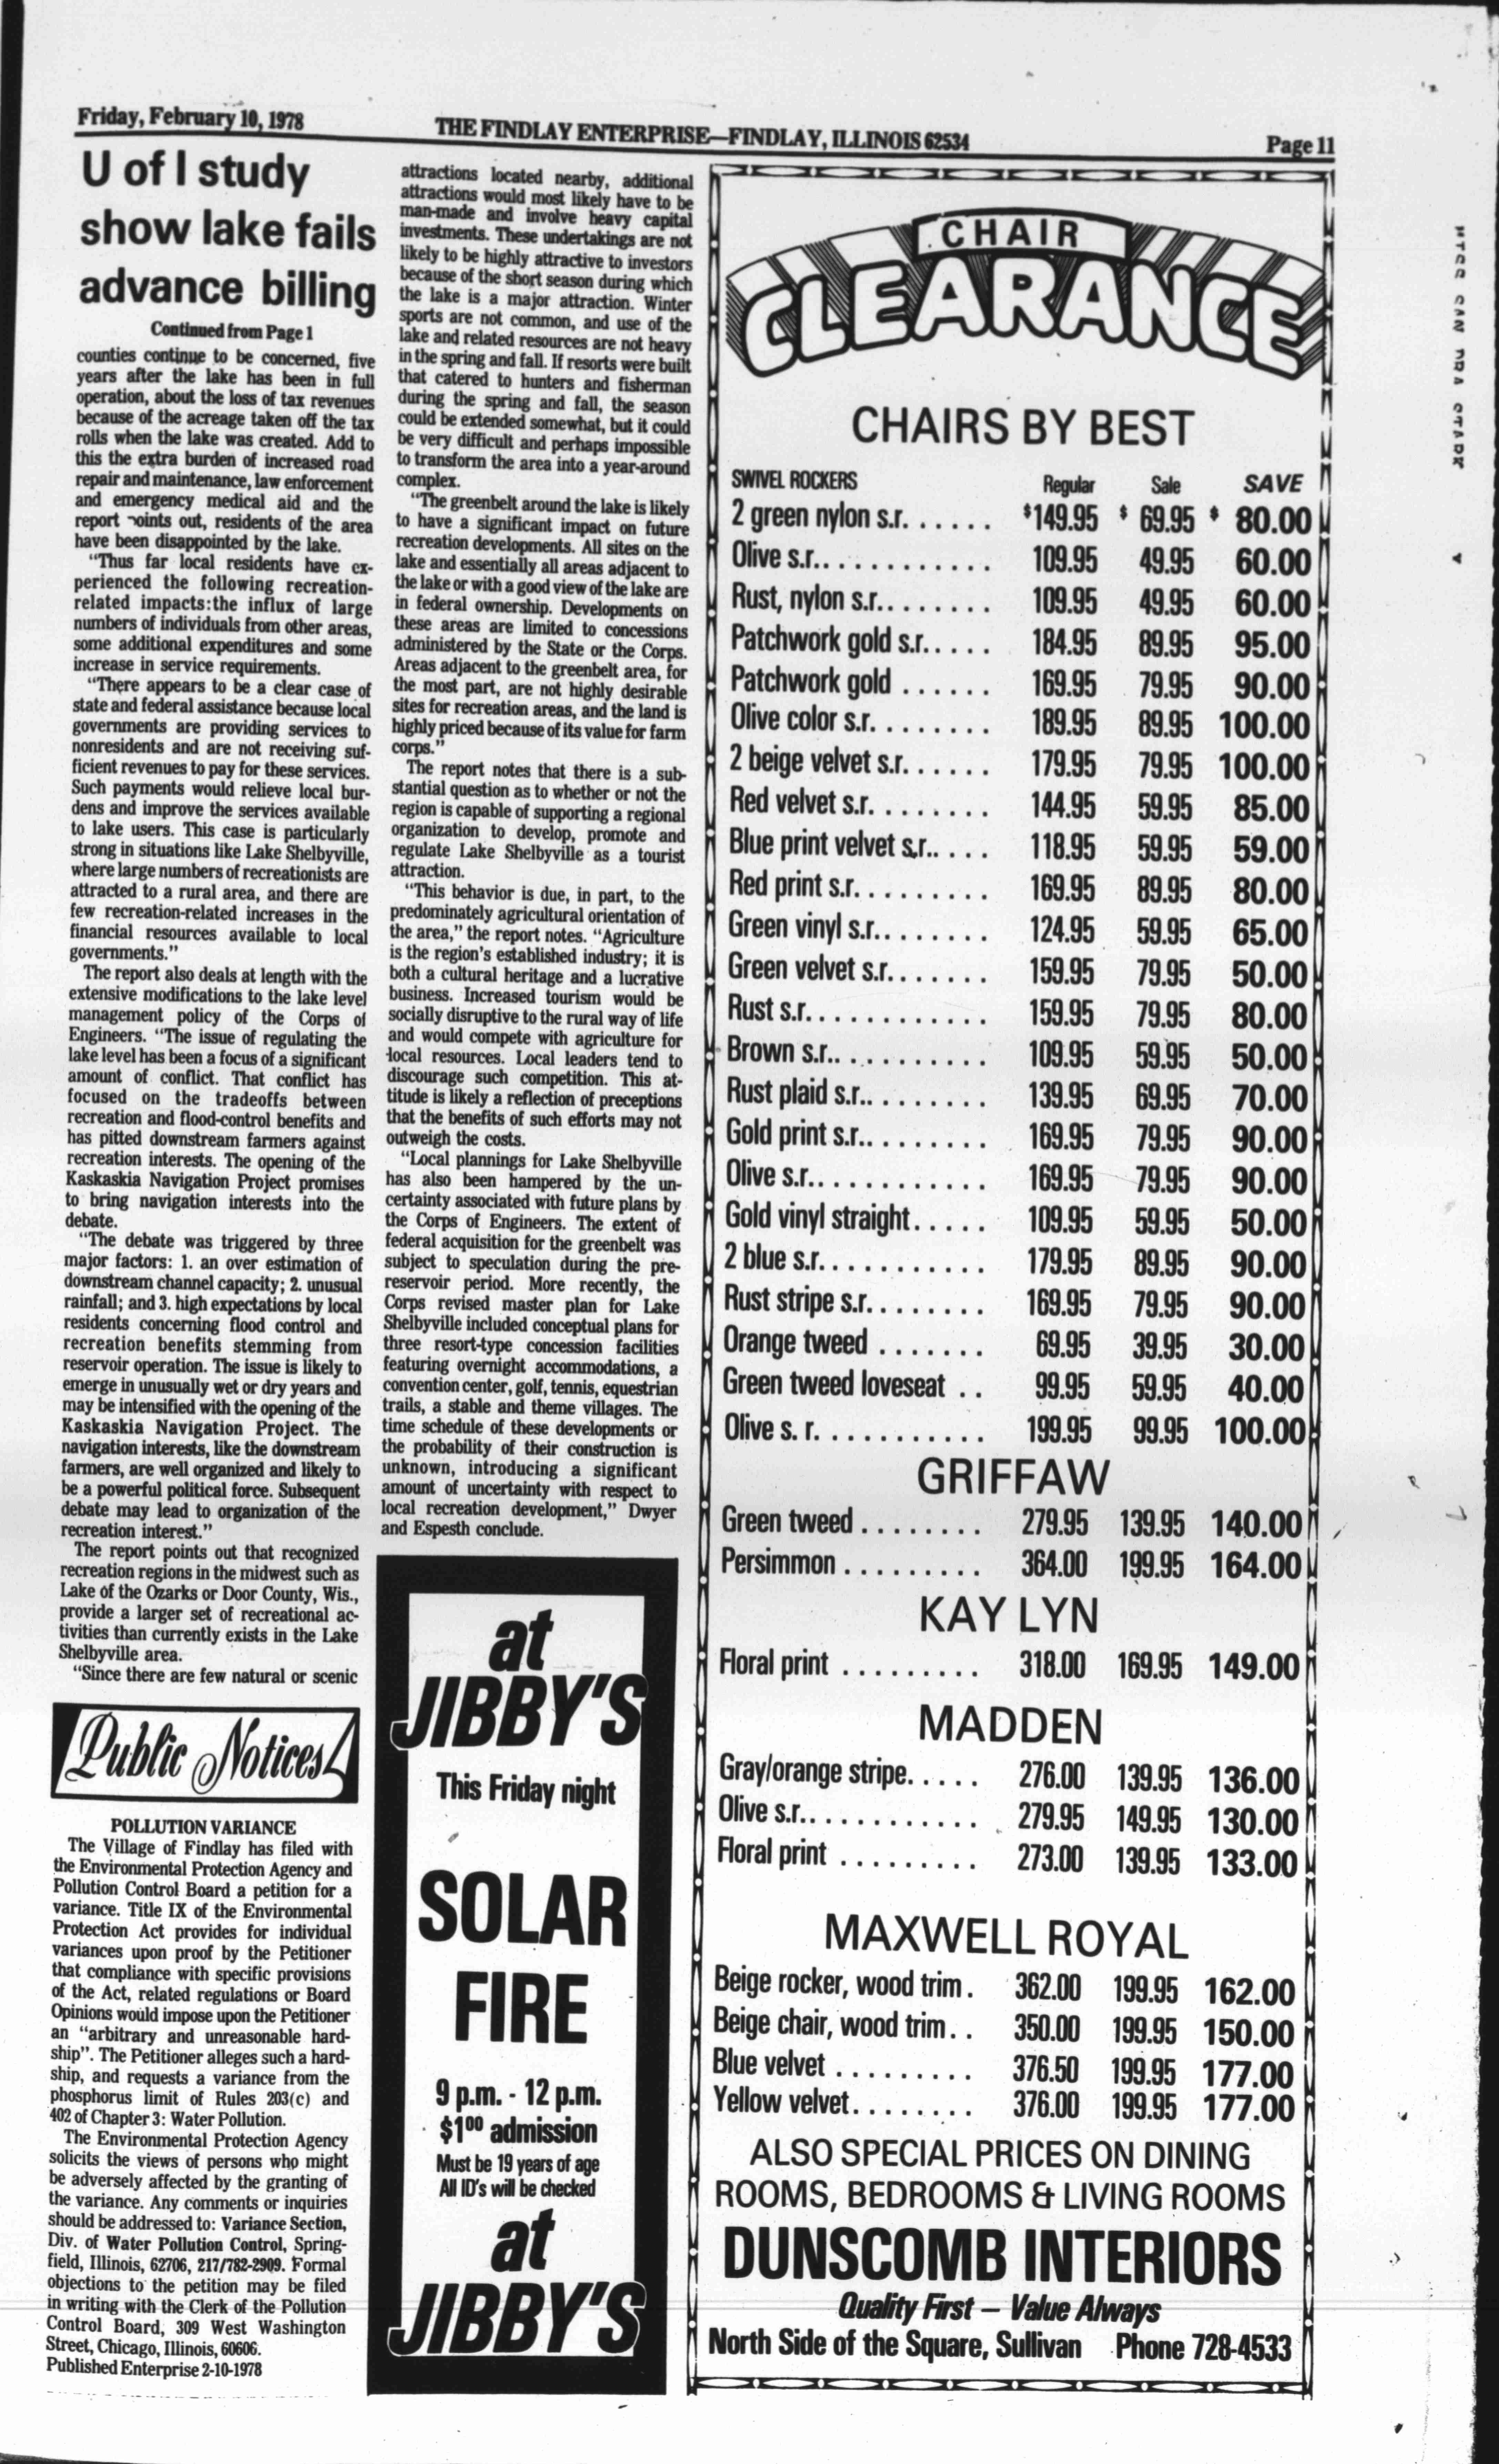 Friday, February 10, 1978
THE FINDLAY ENTERPRISE—FINDLAY, ILLINOIS 62534
Page 11
U of I study
show lake fails
advance billing
Continued from Page 1
counties continue to be concerned, five
years after the lake has been in full
operation, about the loss of tax revenues
because of the acreage taken off the tax
rolls when the lake was created. Add to
this the extra burden of increased road
repair and maintenance, law enforcement
and emergency medical aid and the
report points out, residents of the area
have been disappointed by the lake.
"Thus far local residents have ex-
perienced the following recreation-
related impacts:the influx of large
numbers of individuals from other areas,
some additional expenditures and some
increase in service requirements.
"There appears to be a clear case of
state and federal assistance because local
governments are providing services to
nonresidents and are not receiving suf-
ficient revenues to pay for these services.
Such payments would relieve local bur-
dens and improve the services available
to lake users. This case is particularly
strong in situations like Lake Shelbyville,
where large numbers of recreationists are
attracted to a rural area, and there are
few recreation-related increases in the
financial resources available to local
governments."
The report also deals at length with the
extensive modifications to the lake level
management policy of the Corps of
Engineers. "The issue of regulating the
lake level has been a focus of a significant
amount of conflict. That conflict has
focused on the tradeoffs between
recreation and flood-control benefits and
has pitted downstream farmers against
recreation interests. The opening of the
Kaskaskia Navigation Project promises
to bring navigation interests into the
debate.
"The debate was triggered by three
major factors: 1. an over estimation of
downstream channel capacity; 2. unusual
rainfall; and 3. high expectations by local
residents concerning flood control and
recreation benefits stemming from
reservoir operation. The issue is likely to
emerge in unusually wet or dry years and
may be intensified with the opening of the
Kaskaskia Navigation Project. The
navigation interests, like the downstream
farmers, are well organized and likely to
be a powerful political force. Subsequent
debate may lead to organization of the
recreation interest."
The report points out that recognized
recreation regions in the midwest such as
Lake of the Ozarks or Door County, Wis.,
provide a larger set of recreational ac-
tivities than currently exists in the Lake
Shelbyville area.
"Since there are few natural or scenic
attractions located nearby, additional
attractions would most likely have to be
man-made and involve heavy capital
investments. These undertakings are not
likely to be highly attractive to investors
because of the short season during which
the lake is a major attraction. Winter
sports are not common, and use of the
lake and related resources are not heavy
in the spring and fall. If resorts were built
that catered to hunters and fisherman
during the spring and fall, the season
could be extended somewhat, but it could
be very difficult and perhaps impossible
to transform the area into a year-around
complex.
"The greenbelt around the lake is likely
to have a significant impact on future
recreation developments. All sites on the
lake and essentially all areas adjacent to
the lake or with a good view of the lake are
in federal ownership. Developments on
these areas are limited to concessions
administered by the State or the Corps.
Areas adjacent to the greenbelt area, for
the most part, are not highly desirable
sites for recreation areas, and the land is
highly priced because of its value for farm
corps."
The report notes that there is a sub-
stantial question as to whether or not the
region is capable of supporting a regional
organization to develop, promote and
regulate Lake Shelbyville as a tourist
attraction.
"This behavior is due, in part, to the
predominately agricultural orientation of
the area," the report notes. "Agriculture
is the region's established industry; it is
both a cultural heritage and a lucrative
business. Increased tourism would be
socially disruptive to the rural way of life
and would compete with agriculture for
local resources. Local leaders tend to
discourage such competition. This at-
titude is likely a reflection of preceptions
that the benefits of such efforts may not
outweigh the costs.
"Local plannings for Lake Shelbyville
has also been hampered by the un-
certainty associated with future plans by
the Corps of Engineers. The extent of
federal acquisition for the greenbelt was
subject to speculation during the pre-
reservoir period. More recently, the
Corps revised master plan for Lake
Shelbyville included conceptual plans for
three resort-type concession facilities
featuring overnight accommodations, a
convention center, golf, tennis, equestrian
trails, a stable and theme villages. The
time schedule of these developments or
the probability of their construction is
unknown, introducing a significant
amount of uncertainty with respect to
local recreation development," Dwyer
and Espesth conclude.
Public Notices
POLLUTION VARIANCE
The Village of Findlay has filed with
the Environmental Protection Agency and
Pollution Control Board a petition for a
variance. Title IX of the Environmental
Protection Act provides for individual
variances upon proof by the Petitioner
that compliance with specific provisions
of the Act, related regulations or Board
Opinions would impose upon the Petitioner
an "arbitrary and unreasonable hard-
ship". The Petitioner alleges such a hard-
ship, and requests a variance from the
phosphorus limit of Rules 203(c) and
402 of Chapter 3: Water Pollution.
The Environmental Protection Agency
solicits the views of persons who might
be adversely affected by the granting of
the variance. Any comments or inquiries
should be addressed to: Variance Section,
Div. of Water Pollution Control, Spring-
field, Illinois, 62706, 217/782-2909. Formal
objections to the petition may be filed
in writing with the Clerk of the Pollution
Control Board, 309 West Washington
Street, Chicago, Illinois, 60606.
Published Enterprise 2-10-1978
at
JIBBY'S
This Friday night
SOLAR
FIRE
9 p.m. - 12 p.m.
$1.00 admission
Must be 19 years of age
All ID's will be checked
at
JIBBY'S
CHAIR
CLEARANCE
CHAIRS BY BEST
SWIVEL ROCKERS Regular Sale SAVE
2 green nylon s.r. . . . . . . $149.95 $ 69.95 $ 80.00
Olive s.r. . . . . . . . . . . . . 109.95 49.95 60.00
Rust, nylon s.r. . . . . . . . 109.95 49.95 60.00
Patchwork gold s.r. . . . . 184.95 89.95 95.00
Patchwork gold . . . . . . 169.95 79.95 90.00
Olive color s.r. . . . . . . . 189.95 89.95 100.00
2 beige velvet s.r. . . . . . 179.95 79.95 100.00
Red velvet s.r. . . . . . . . 144.95 59.95 85.00
Blue print velvet s.r. . . . . 118.95 59.95 59.00
Red print s.r. . . . . . . . . 169.95 89.95 80.00
Green vinyl s.r. . . . . . . . 124.95 59.95 65.00
Green velvet s.r. . . . . . . 159.95 79.95 50.00
Rust s.r. . . . . . . . . . . . . 159.95 79.95 80.00
Brown s.r. . . . . . . . . . . 109.95 59.95 50.00
Rust plaid s.r. . . . . . . . . 139.95 69.95 70.00
Gold print s.r. . . . . . . . . 169.95 79.95 90.00
Olive s.r. . . . . . . . . . . . . 169.95 79.95 90.00
Gold vinyl straight. . . . . 109.95 59.95 50.00
2 blue s.r. . . . . . . . . . . . 179.95 89.95 90.00
Rust stripe s.r. . . . . . . . 169.95 79.95 90.00
Orange tweed . . . . . . . 69.95 39.95 30.00
Green tweed loveseat . . 99.95 59.95 40.00
Olive s. r. . . . . . . . . . . . 199.95 99.95 100.00
GRIFFAW
Green tweed . . . . . . . . 279.95 139.95 140.00
Persimmon . . . . . . . . . 364.00 199.95 164.00
KAY LYN
Floral print . . . . . . . . . 318.00 169.95 149.00
MADDEN
Gray/orange stripe. . . . . 276.00 139.95 136.00
Olive s.r. . . . . . . . . . . . . 279.95 149.95 130.00
Floral print . . . . . . . . . 273.00 139.95 133.00
MAXWELL ROYAL
Beige rocker, wood trim . 362.00 199.95 162.00
Beige chair, wood trim. . 350.00 199.95 150.00
Blue velvet . . . . . . . . . 376.50 199.95 177.00
Yellow velvet. . . . . . . . 376.00 199.95 177.00
ALSO SPECIAL PRICES ON DINING
ROOMS, BEDROOMS & LIVING ROOMS
DUNSCOMB INTERIORS
Quality First — Value Always
North Side of the Square, Sullivan Phone 728-4533